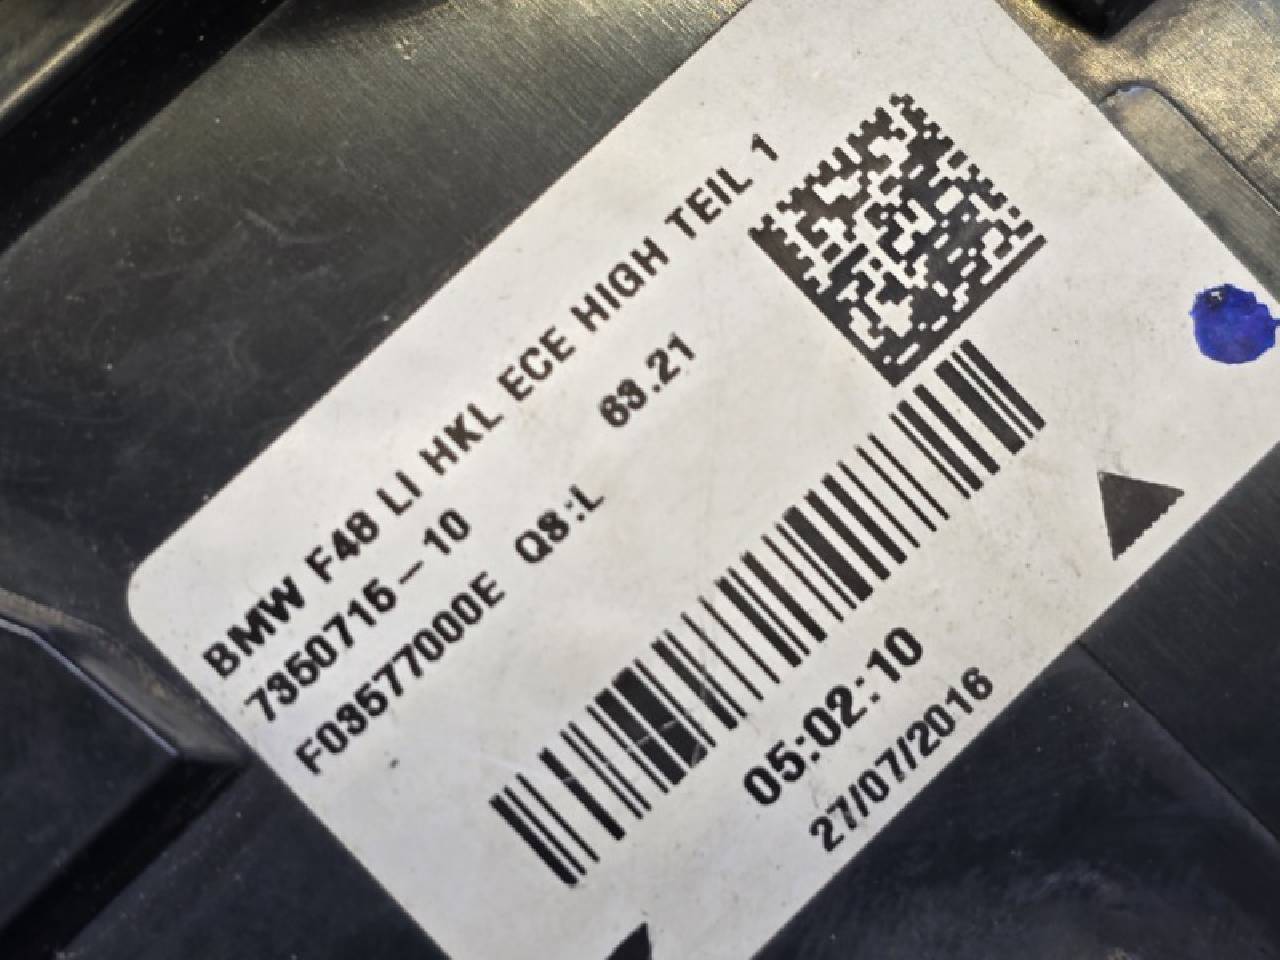 BMW F48 LI HKL ECE HIGH TEIL 1
7350715-10 63.21
F03577000E QS:L
05:02:10
27/07/2016